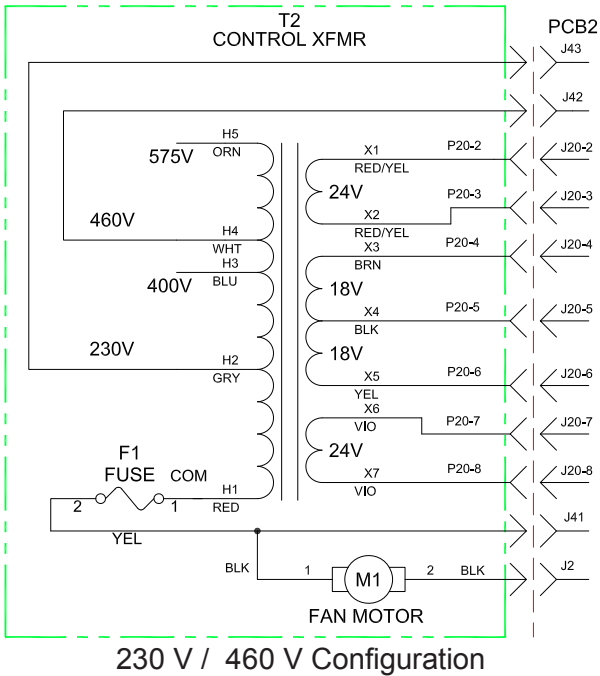 T2
CONTROL XFMR
PCB2
J43
J42
H5
ORN
575V
X1
RED/YEL
P20-2
J20-2
24V
P20-3
J20-3
X2
RED/YEL
460V
H4
WHT
X3
BRN
P20-4
J20-4
H3
BLU
400V
18V
X4
BLK
P20-5
J20-5
230V
H2
GRY
18V
X5
YEL
P20-6
J20-6
X6
VIO
P20-7
J20-7
24V
F1
FUSE
COM
X7
VIO
P20-8
J20-8
2
1
H1
RED
YEL
J41
BLK
1
M1
2
BLK
J2
FAN MOTOR
230 V / 460 V Configuration